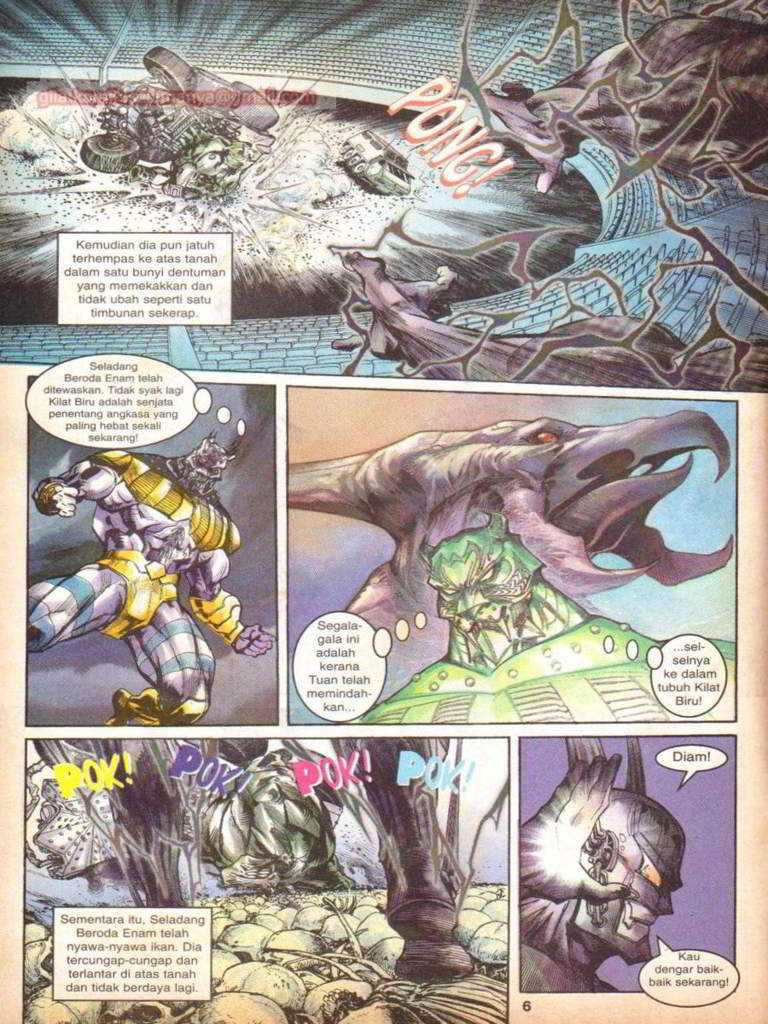 PONG!
Kemudian dia pun jatuh
terhempas ke atas tanah
dalam satu bunyi dentuman
yang memekakkan dan
tidak ubah seperti satu
timbunan sekerap.
Seladang
Beroda Enam telah
ditewaskan. Tidak syak lagi
Kilat Biru adalah senjata
penentang angkasa yang
paling hebat sekali
sekarang!
Segala-
gala ini
adalah
kerana
Tuan telah
memindah-
kan...
...sel-
selnya
ke dalam
tubuh Kilat
Biru!
POK! POK! POK! POK!
Sementara itu, Seladang
Beroda Enam telah
nyawa-nyawa ikan. Dia
tercungap-cungap dan
terlantar di atas tanah
dan tidak berdaya lagi.
Diam!
Kau
dengar baik-
baik sekarang!
6